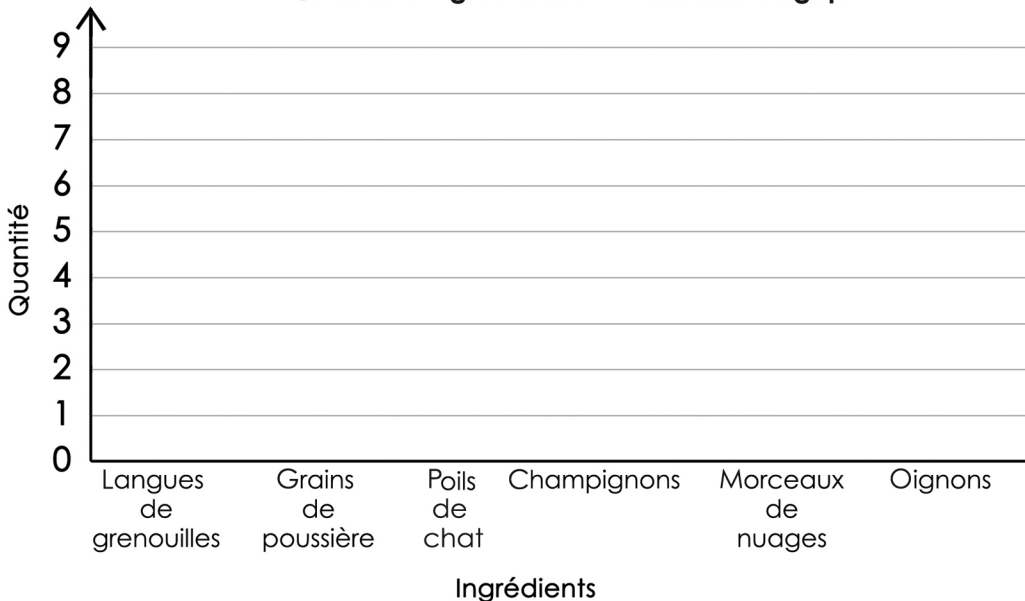 9
8
7
6
5
4
3
2
1
0
Quantité
Langues de grenouilles
Grains de poussière
Poils de chat
Champignons
Morceaux de nuages
Oignons
Ingrédients